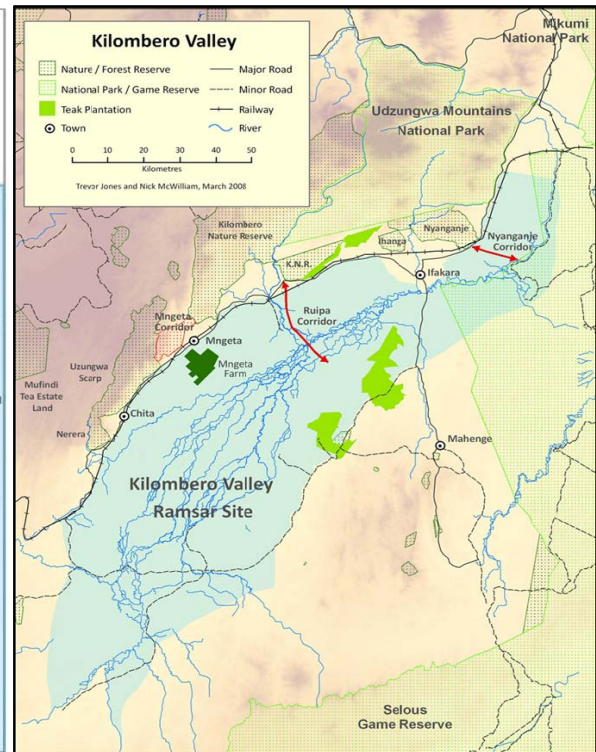 Kilombero Valley
Nature / Forest Reserve
National Park / Game Reserve
Teak Plantation
Town
Major Road
Minor Road
Railway
River
0 10 20 30 40 50
Kilometres
Trevor Jones and Nick McWilliam, March 2008
Mikumi
National Park
Udzungwa Mountains
National Park
Kilombero
Nature Reserve
Nyanganje
Ihanga
Nyanganje
Corridor
K.N.R.
Ifakara
Ruipa
Corridor
Mngeta
Corridor
Mngeta
Mngeta
Farm
Uzungwa
Scarp
Mufindi
Tea Estate
Land
Chita
Nerera
Mahenge
Kilombero Valley
Ramsar Site
Selous
Game Reserve